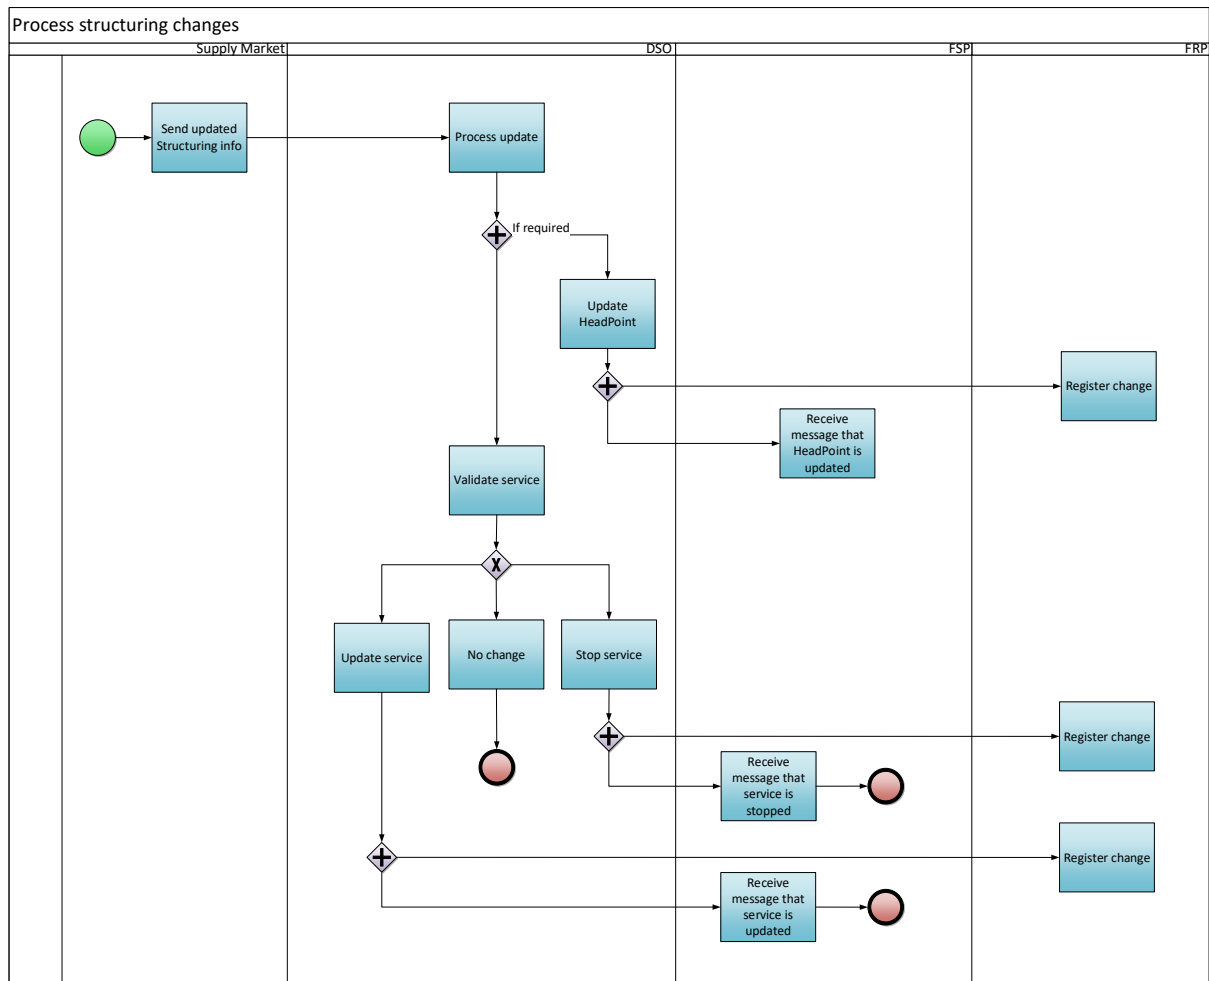 Process structuring changes
Supply Market
DSO
FSP
FRP
Send updated
Structuring info
Process update
If required
Update
HeadPoint
Register change
Receive
message that
HeadPoint is
updated
Validate service
X
Update service
No change
Stop service
Register change
Receive
message that
service is
stopped
Register change
Receive
message that
service is
updated